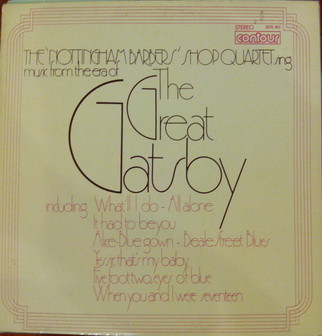 STEREO
contour
THE "NOTTINGHAM BARBERS" SHOP QUARTET sing
music from the era of
The
Great
Gatsby
including What'll I do - All alone
It had to be you
Alice-Blue gown - Beale Street Blues
Yes sir, that's my baby
Five foot two, eyes of blue
When you and I were seventeen